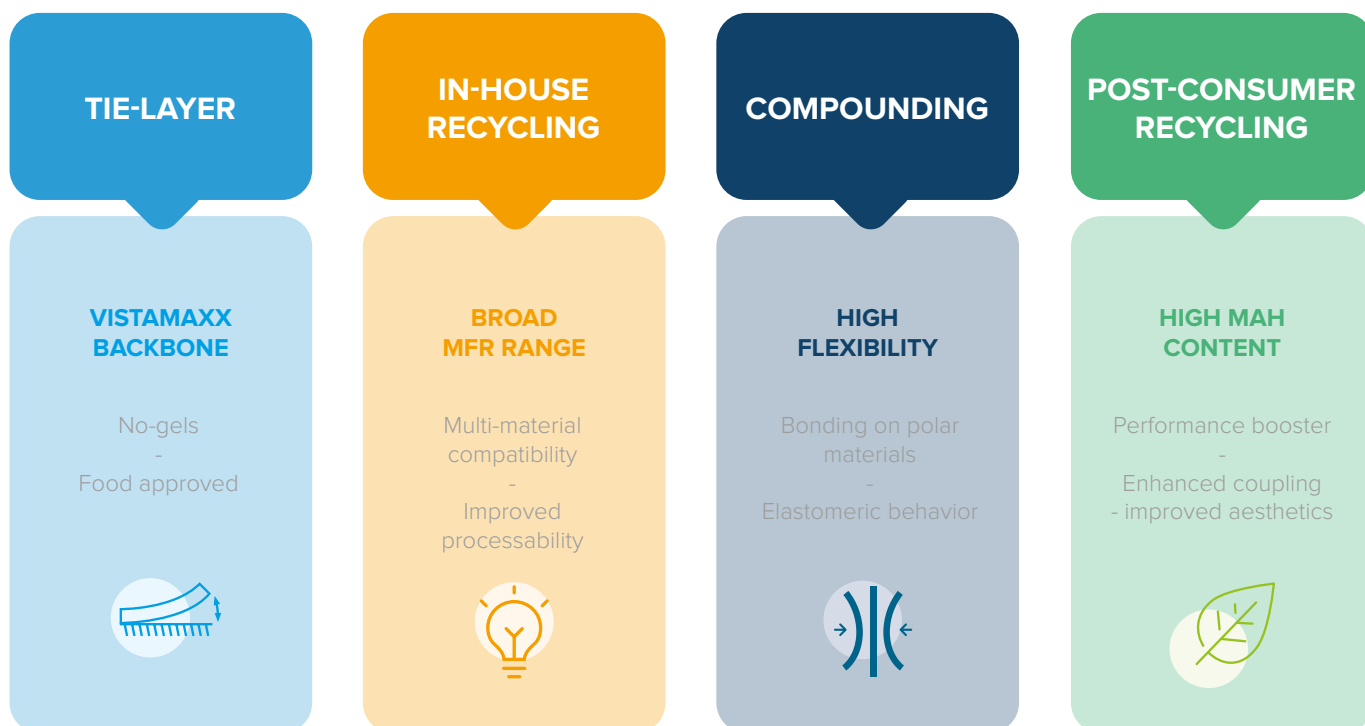 TIE-LAYER
VISTAMAXX
BACKBONE
No-gels
-
Food approved
IN-HOUSE
RECYCLING
BROAD
MFR RANGE
Multi-material
compatibility
-
Improved
processability
COMPOUNDING
HIGH
FLEXIBILITY
Bonding on polar
materials
-
Elastomeric behavior
POST-CONSUMER
RECYCLING
HIGH MAH
CONTENT
Performance booster
-
Enhanced coupling
- improved aesthetics